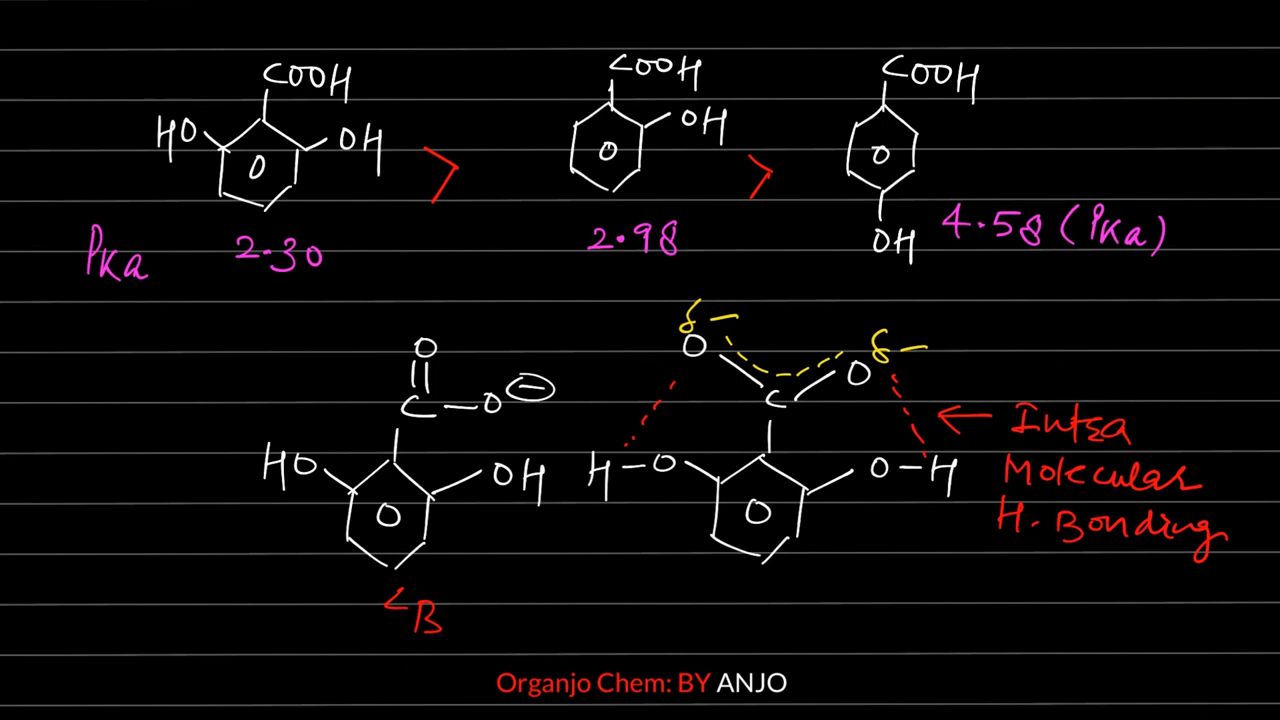 COOH COOH COOH
HO OH > OH >
OH
PKa 2.30 2.98 4.58 (PKa)
O
C — O ⊖
HO OH
CB
δ− δ−
O O
C
H–O O–H
← Intra
Molecular
H. Bonding
Organjo Chem: BY ANJO